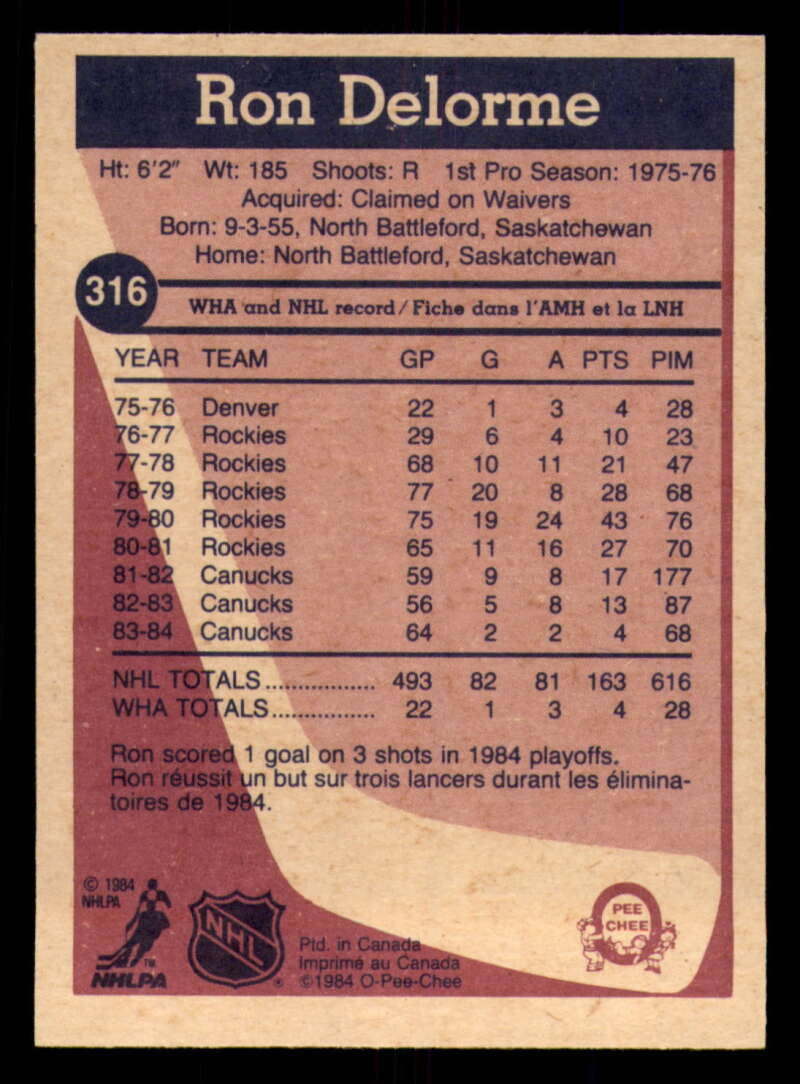 Ron Delorme
Ht: 6'2" Wt: 185 Shoots: R 1st Pro Season: 1975-76
Acquired: Claimed on Waivers
Born: 9-3-55, North Battleford, Saskatchewan
Home: North Battleford, Saskatchewan
316
WHA and NHL record/Fiche dans l'AMH et la LNH
YEAR TEAM GP G A PTS PIM
75-76 Denver 22 1 3 4 28
76-77 Rockies 29 6 4 10 23
77-78 Rockies 68 10 11 21 47
78-79 Rockies 77 20 8 28 68
79-80 Rockies 75 19 24 43 76
80-81 Rockies 65 11 16 27 70
81-82 Canucks 59 9 8 17 177
82-83 Canucks 56 5 8 13 87
83-84 Canucks 64 2 2 4 68
NHL TOTALS................. 493 82 81 163 616
WHA TOTALS................ 22 1 3 4 28
Ron scored 1 goal on 3 shots in 1984 playoffs.
Ron réussit un but sur trois lancers durant les élimina-
toires de 1984.
© 1984
NHLPA
TM
NHLPA
NHL
®
Ptd. in Canada
Imprimé au Canada
©1984 O-Pee-Chee
PEE
CHEE